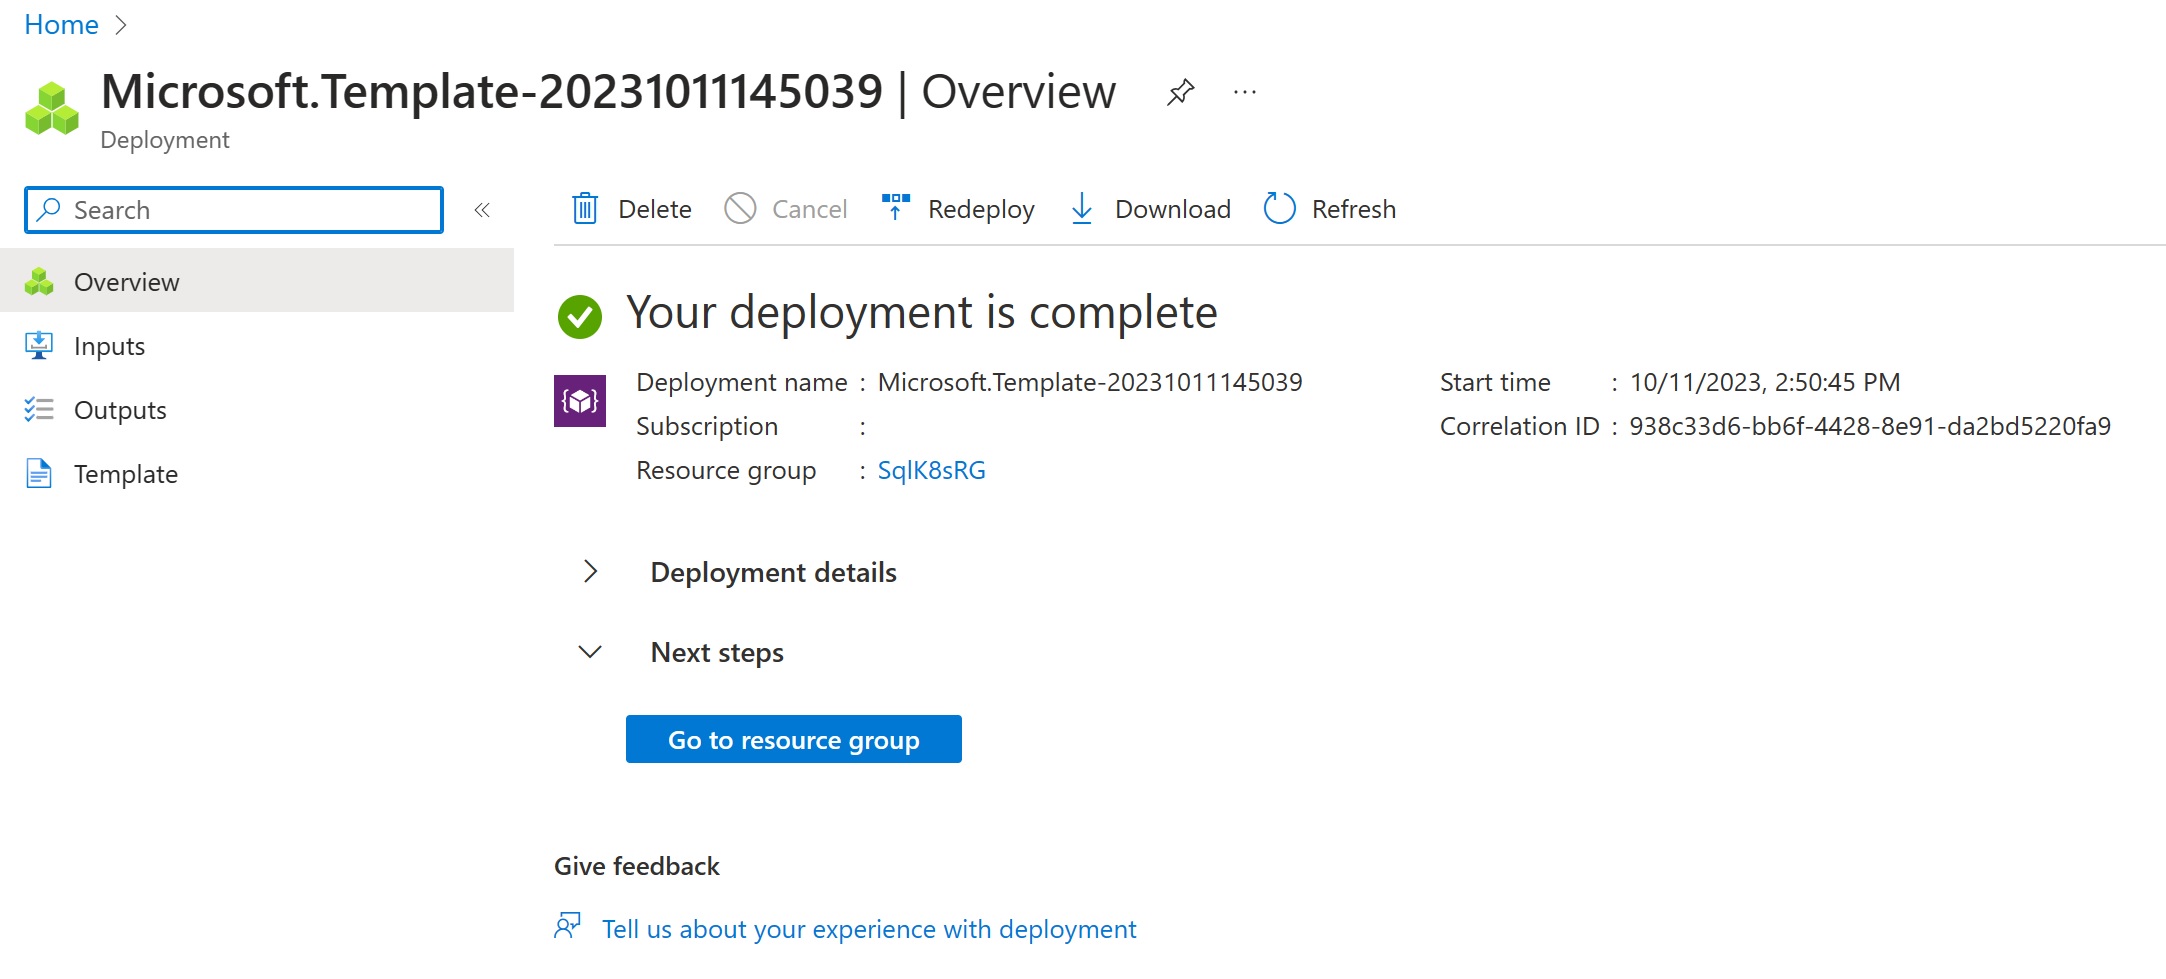 Home
Microsoft.Template-20231011145039 | Overview
Deployment
Search
Delete Cancel Redeploy Download Refresh
Overview
Inputs
Outputs
Template
Your deployment is complete
Deployment name : Microsoft.Template-20231011145039
Subscription :
Resource group : SqlK8sRG
Start time : 10/11/2023, 2:50:45 PM
Correlation ID : 938c33d6-bb6f-4428-8e91-da2bd5220fa9
Deployment details
Next steps
Go to resource group
Give feedback
Tell us about your experience with deployment